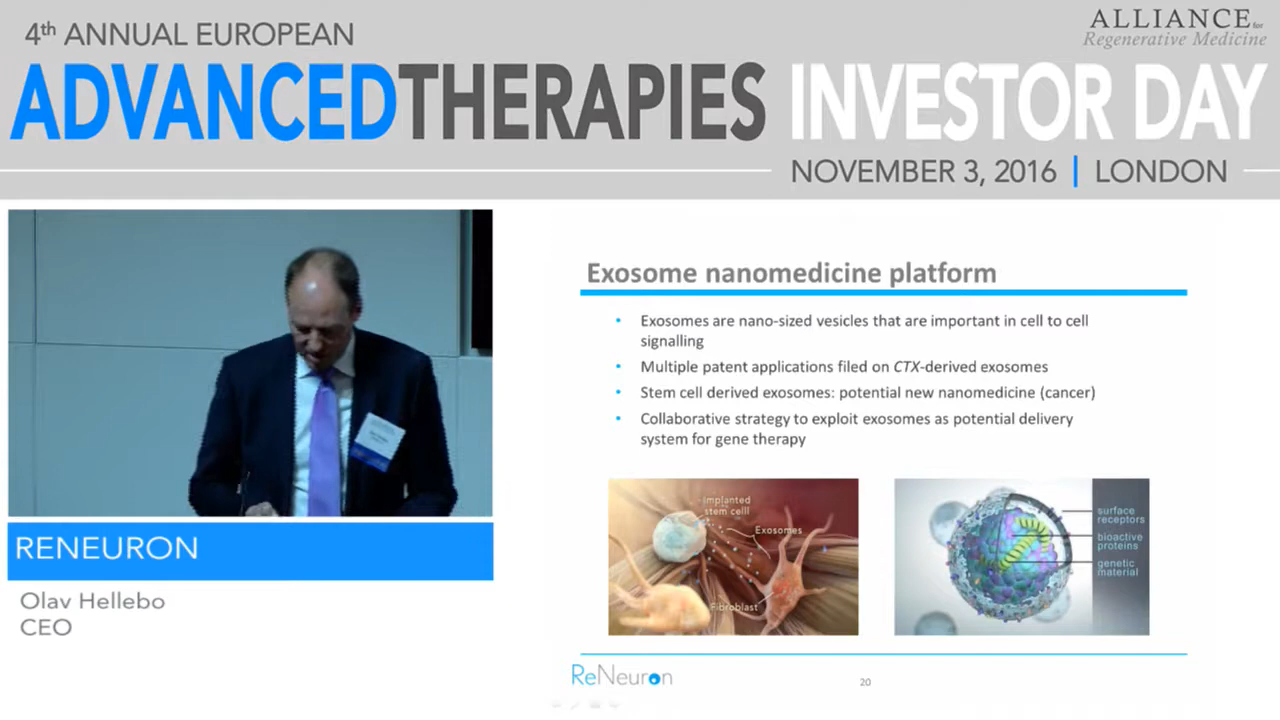 4th ANNUAL EUROPEAN
ALLIANCE for
Regenerative Medicine
ADVANCEDTHERAPIES INVESTOR DAY
NOVEMBER 3, 2016 | LONDON
RENEURON
Olav Hellebo
CEO
Exosome nanomedicine platform
• Exosomes are nano-sized vesicles that are important in cell to cell
signalling
• Multiple patent applications filed on CTX-derived exosomes
• Stem cell derived exosomes: potential new nanomedicine (cancer)
• Collaborative strategy to exploit exosomes as potential delivery
system for gene therapy
Implanted
stem celll
Exosomes
Fibroblast
surface
receptors
bioactive
proteins
genetic
material
ReNeuron
20